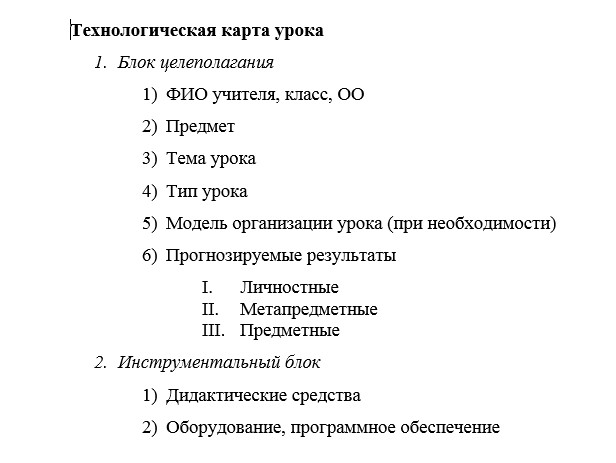 Технологическая карта урока
1. Блок целеполагания
1) ФИО учителя, класс, ОО
2) Предмет
3) Тема урока
4) Тип урока
5) Модель организации урока (при необходимости)
6) Прогнозируемые результаты
I. Личностные
II. Метапредметные
III. Предметные
2. Инструментальный блок
1) Дидактические средства
2) Оборудование, программное обеспечение